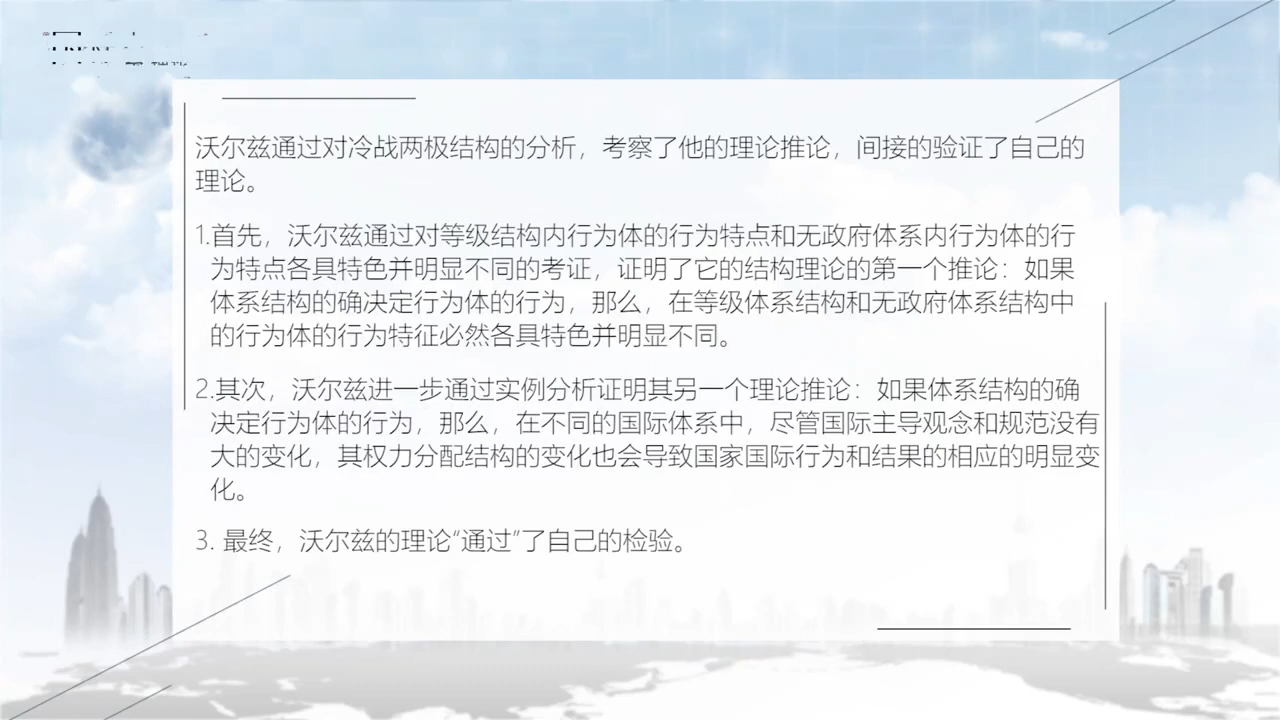 沃尔兹通过对冷战两极结构的分析，考察了他的理论推论，间接的验证了自己的
理论。
1.首先，沃尔兹通过对等级结构内行为体的行为特点和无政府体系内行为体的行
为特点各具特色并明显不同的考证，证明了它的结构理论的第一个推论：如果
体系结构的确决定行为体的行为，那么，在等级体系结构和无政府体系结构中
的行为体的行为特征必然各具特色并明显不同。
2.其次，沃尔兹进一步通过实例分析证明其另一个理论推论：如果体系结构的确
决定行为体的行为，那么，在不同的国际体系中，尽管国际主导观念和规范没有
大的变化，其权力分配结构的变化也会导致国家国际行为和结果的相应的明显变
化。
3. 最终，沃尔兹的理论“通过”了自己的检验。